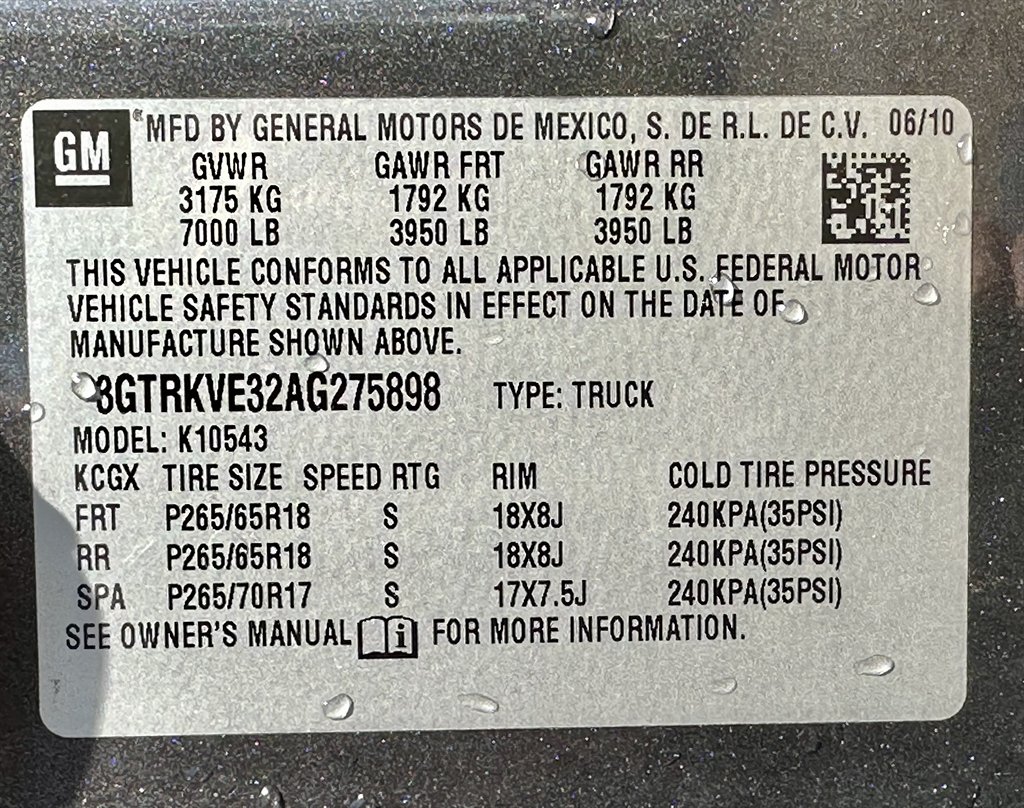 GM
® MFD BY GENERAL MOTORS DE MEXICO, S. DE R.L. DE C.V. 06/10
GVWR GAWR FRT GAWR RR
3175 KG 1792 KG 1792 KG
7000 LB 3950 LB 3950 LB
THIS VEHICLE CONFORMS TO ALL APPLICABLE U.S. FEDERAL MOTOR
VEHICLE SAFETY STANDARDS IN EFFECT ON THE DATE OF
MANUFACTURE SHOWN ABOVE.
3GTRKVE32AG275898 TYPE: TRUCK
MODEL: K10543
KCGX TIRE SIZE SPEED RTG RIM COLD TIRE PRESSURE
FRT P265/65R18 S 18X8J 240KPA(35PSI)
RR P265/65R18 S 18X8J 240KPA(35PSI)
SPA P265/70R17 S 17X7.5J 240KPA(35PSI)
SEE OWNER'S MANUAL i FOR MORE INFORMATION.